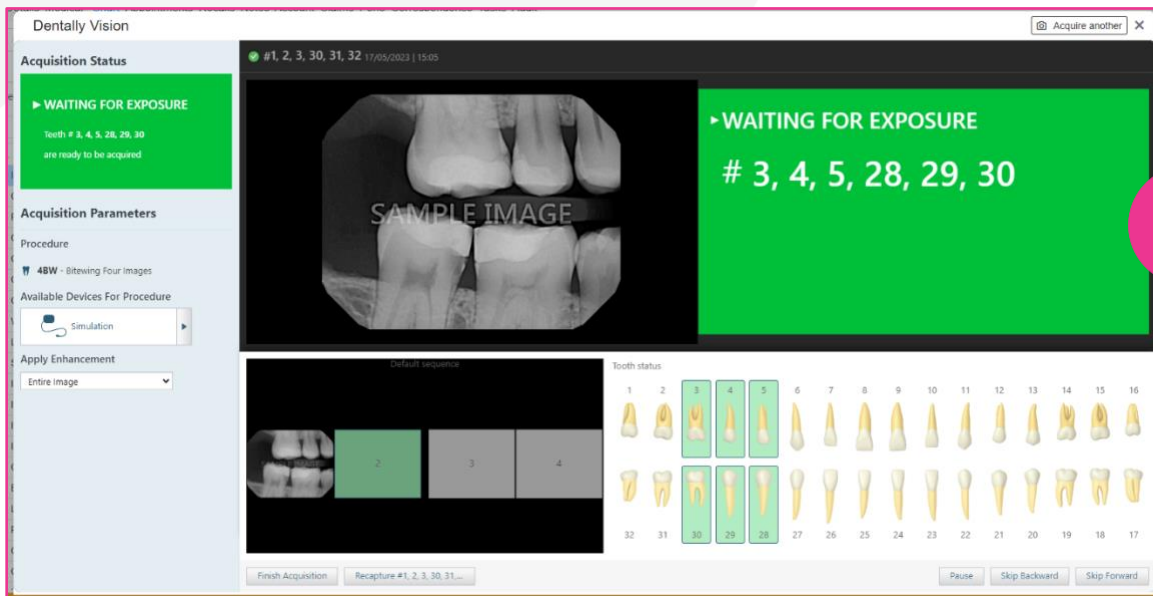 Dentally Vision
Acquire another
Acquisition Status
WAITING FOR EXPOSURE
Teeth # 3, 4, 5, 28, 29, 30
are ready to be acquired
Acquisition Parameters
Procedure
4BW - Bitewing Four Images
Available Devices For Procedure
Simulation
Apply Enhancement
Entire Image
#1, 2, 3, 30, 31, 32 17/05/2023 | 15:05
SAMPLE IMAGE
WAITING FOR EXPOSURE
# 3, 4, 5, 28, 29, 30
Default sequence
SAMPLE IMAGE
2 3 4
Tooth status
1 2 3 4 5 6 7 8 9 10 11 12 13 14 15 16
32 31 30 29 28 27 26 25 24 23 22 21 20 19 18 17
Finish Acquisition
Recapture #1, 2, 3, 30, 31,...
Pause
Skip Backward
Skip Forward